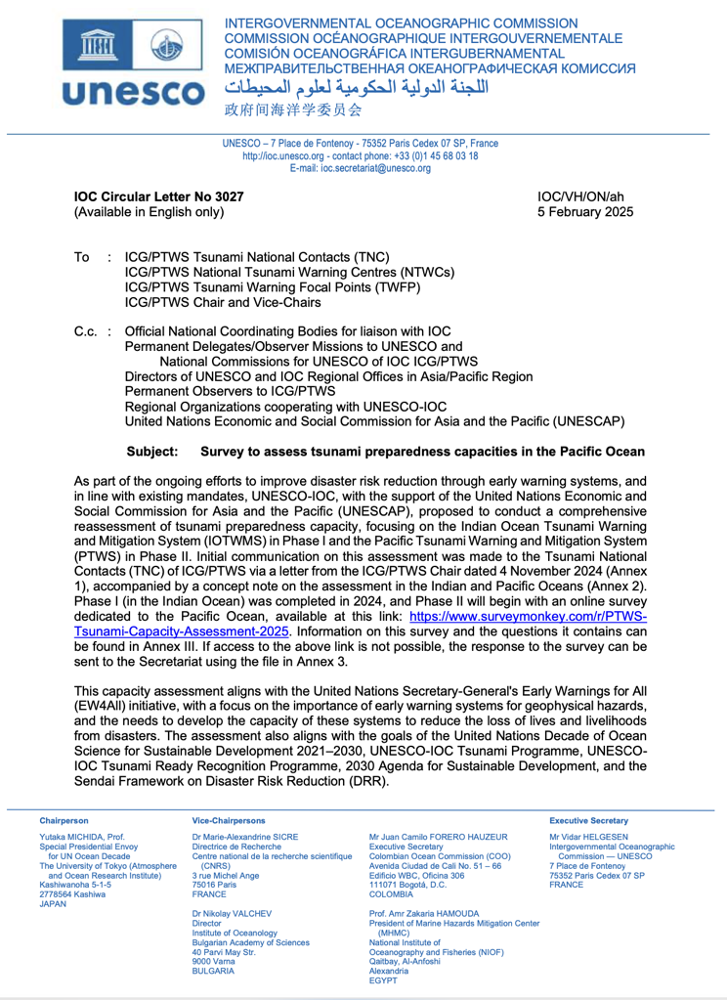 unesco
INTERGOVERNMENTAL OCEANOGRAPHIC COMMISSION
COMMISSION OCÉANOGRAPHIQUE INTERGOUVERNEMENTALE
COMISIÓN OCEANOGRÁFICA INTERGUBERNAMENTAL
МЕЖПРАВИТЕЛЬСТВЕННАЯ ОКЕАНОГРАФИЧЕСКАЯ КОМИССИЯ
اللجنة الدولية الحكومية لعلوم المحيطات
政府间海洋学委员会
UNESCO – 7 Place de Fontenoy - 75352 Paris Cedex 07 SP, France
http://ioc.unesco.org - contact phone: +33 (0)1 45 68 03 18
E-mail: ioc.secretariat@unesco.org
IOC Circular Letter No 3027
(Available in English only)
IOC/VH/ON/ah
5 February 2025
To : ICG/PTWS Tsunami National Contacts (TNC)
ICG/PTWS National Tsunami Warning Centres (NTWCs)
ICG/PTWS Tsunami Warning Focal Points (TWFP)
ICG/PTWS Chair and Vice-Chairs
C.c. : Official National Coordinating Bodies for liaison with IOC
Permanent Delegates/Observer Missions to UNESCO and
National Commissions for UNESCO of IOC ICG/PTWS
Directors of UNESCO and IOC Regional Offices in Asia/Pacific Region
Permanent Observers to ICG/PTWS
Regional Organizations cooperating with UNESCO-IOC
United Nations Economic and Social Commission for Asia and the Pacific (UNESCAP)
Subject: Survey to assess tsunami preparedness capacities in the Pacific Ocean
As part of the ongoing efforts to improve disaster risk reduction through early warning systems, and
in line with existing mandates, UNESCO-IOC, with the support of the United Nations Economic and
Social Commission for Asia and the Pacific (UNESCAP), proposed to conduct a comprehensive
reassessment of tsunami preparedness capacity, focusing on the Indian Ocean Tsunami Warning
and Mitigation System (IOTWMS) in Phase I and the Pacific Tsunami Warning and Mitigation System
(PTWS) in Phase II. Initial communication on this assessment was made to the Tsunami National
Contacts (TNC) of ICG/PTWS via a letter from the ICG/PTWS Chair dated 4 November 2024 (Annex
1), accompanied by a concept note on the assessment in the Indian and Pacific Oceans (Annex 2).
Phase I (in the Indian Ocean) was completed in 2024, and Phase II will begin with an online survey
dedicated to the Pacific Ocean, available at this link: https://www.surveymonkey.com/r/PTWS-
Tsunami-Capacity-Assessment-2025. Information on this survey and the questions it contains can
be found in Annex III. If access to the above link is not possible, the response to the survey can be
sent to the Secretariat using the file in Annex 3.
This capacity assessment aligns with the United Nations Secretary-General's Early Warnings for All
(EW4All) initiative, with a focus on the importance of early warning systems for geophysical hazards,
and the needs to develop the capacity of these systems to reduce the loss of lives and livelihoods
from disasters. The assessment also aligns with the goals of the United Nations Decade of Ocean
Science for Sustainable Development 2021–2030, UNESCO-IOC Tsunami Programme, UNESCO-
IOC Tsunami Ready Recognition Programme, 2030 Agenda for Sustainable Development, and the
Sendai Framework on Disaster Risk Reduction (DRR).
Chairperson
Yutaka MICHIDA, Prof.
Special Presidential Envoy
for UN Ocean Decade
The University of Tokyo (Atmosphere
and Ocean Research Institute)
Kashiwanoha 5-1-5
2778564 Kashiwa
JAPAN
Vice-Chairpersons
Dr Marie-Alexandrine SICRE
Directrice de Recherche
Centre national de la recherche scientifique
(CNRS)
3 rue Michel Ange
75016 Paris
FRANCE
Dr Nikolay VALCHEV
Director
Institute of Oceanology
Bulgarian Academy of Sciences
40 Parvi May Str.
9000 Varna
BULGARIA
Mr Juan Camilo FORERO HAUZEUR
Executive Secretary
Colombian Ocean Commission (COO)
Avenida Ciudad de Cali No. 51 – 66
Edificio WBC, Oficina 306
111071 Bogotá, D.C.
COLOMBIA
Prof. Amr Zakaria HAMOUDA
President of Marine Hazards Mitigation Center
(MHMC)
National Institute of
Oceanography and Fisheries (NIOF)
Qaitbay, Al-Anfoshi
Alexandria
EGYPT
Executive Secretary
Mr Vidar HELGESEN
Intergovernmental Oceanographic
Commission — UNESCO
7 Place de Fontenoy
75352 Paris Cedex 07 SP
FRANCE